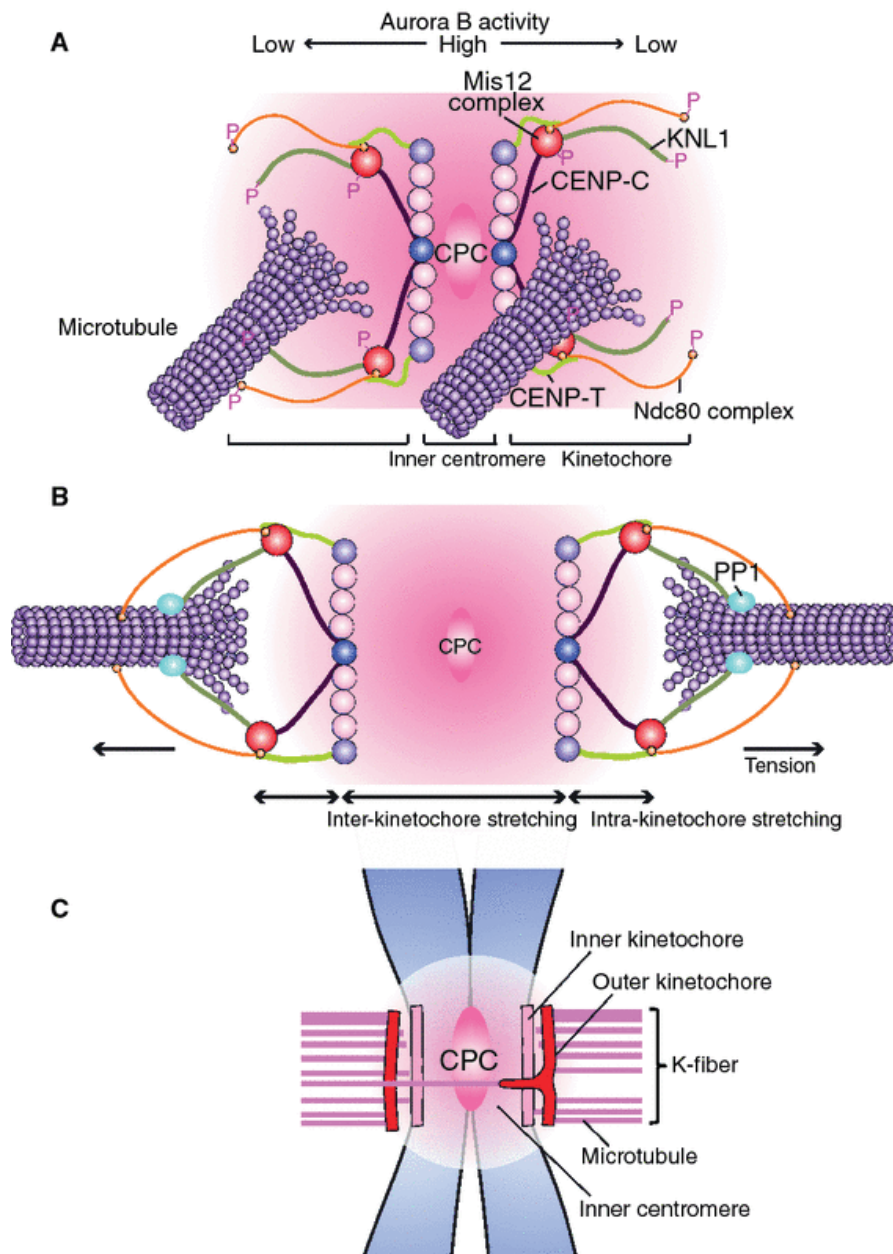 Aurora B activity
A
Low High Low
Mis12
complex
P
P
KNL1
P
P
P
P
CENP-C
CPC
Microtubule
P
P
P
P
CENP-T
Ndc80 complex
Inner centromere Kinetochore
B
PP1
CPC
Tension
Inter-kinetochore stretching Intra-kinetochore stretching
C
Inner kinetochore
Outer kinetochore
CPC
K-fiber
Microtubule
Inner centromere